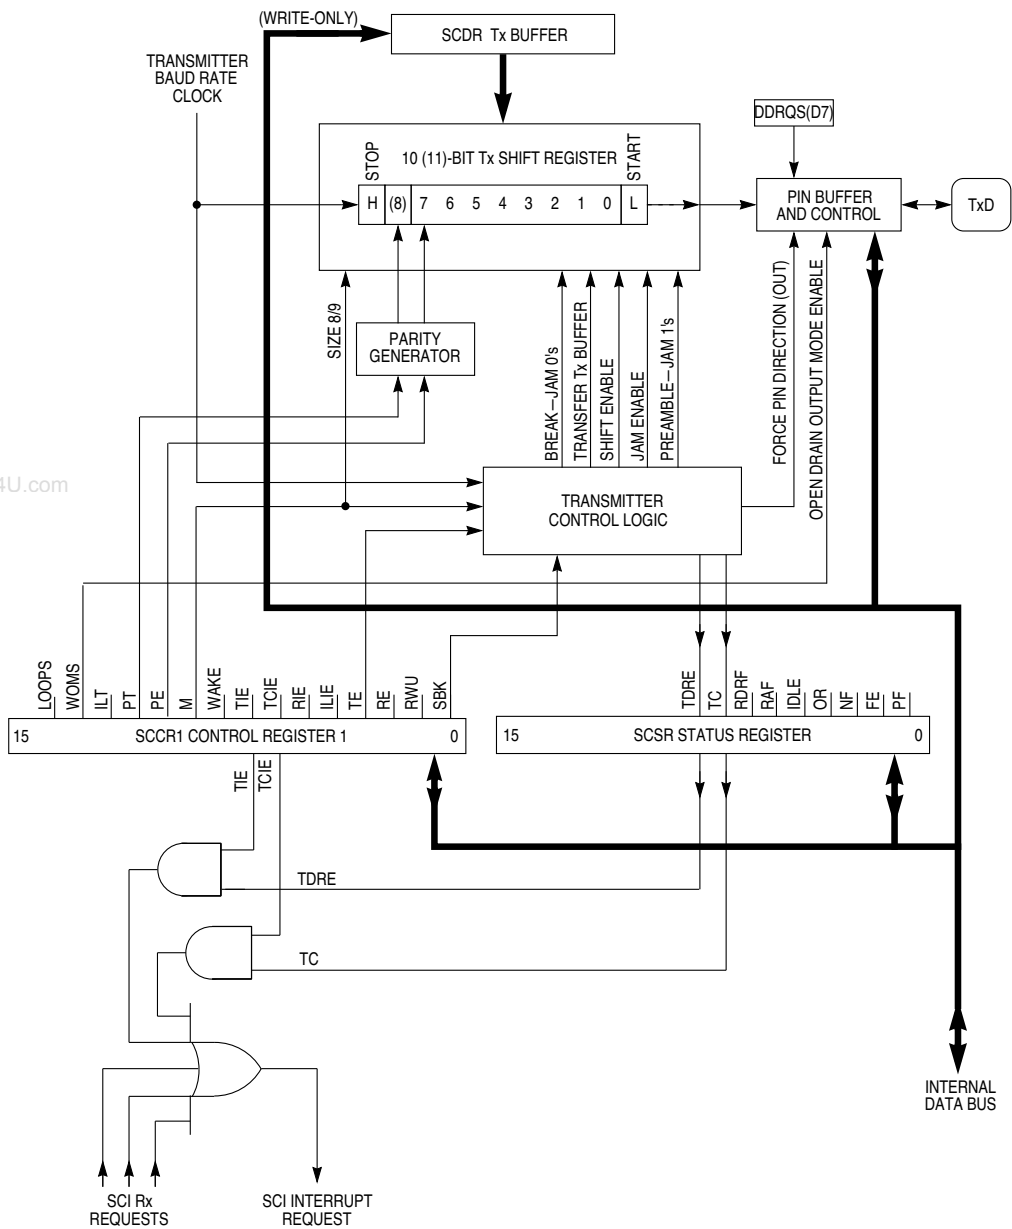 (WRITE-ONLY)
SCDR Tx BUFFER
TRANSMITTER
BAUD RATE
CLOCK
DDRQS(D7)
STOP
10 (11)-BIT Tx SHIFT REGISTER
START
H (8) 7 6 5 4 3 2 1 0 L
PIN BUFFER
AND CONTROL
TxD
SIZE 8/9
PARITY
GENERATOR
BREAK—JAM 0's
TRANSFER Tx BUFFER
SHIFT ENABLE
JAM ENABLE
PREAMBLE—JAM 1's
FORCE PIN DIRECTION (OUT)
OPEN DRAIN OUTPUT MODE ENABLE
4U.com
TRANSMITTER
CONTROL LOGIC
LOOPS
WOMS
ILT
PT
PE
M
WAKE
TIE
TCIE
RIE
ILIE
TE
RE
RWU
SBK
TDRE
TC
RDRF
RAF
IDLE
OR
NF
FE
PF
15 SCCR1 CONTROL REGISTER 1 0
15 SCSR STATUS REGISTER 0
TIE
TCIE
TDRE
TC
INTERNAL
DATA BUS
SCI Rx
REQUESTS
SCI INTERRUPT
REQUEST